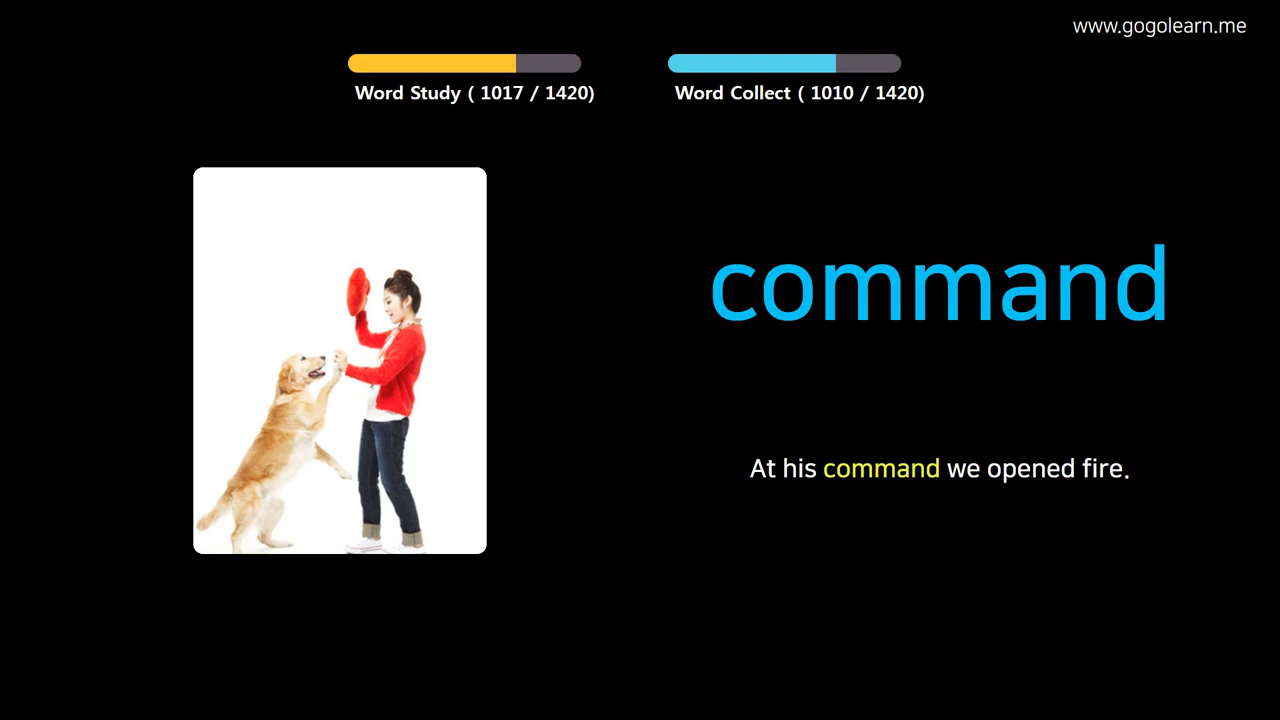 www.gogolearn.me
Word Study ( 1017 / 1420)
Word Collect ( 1010 / 1420)
command
At his command we opened fire.